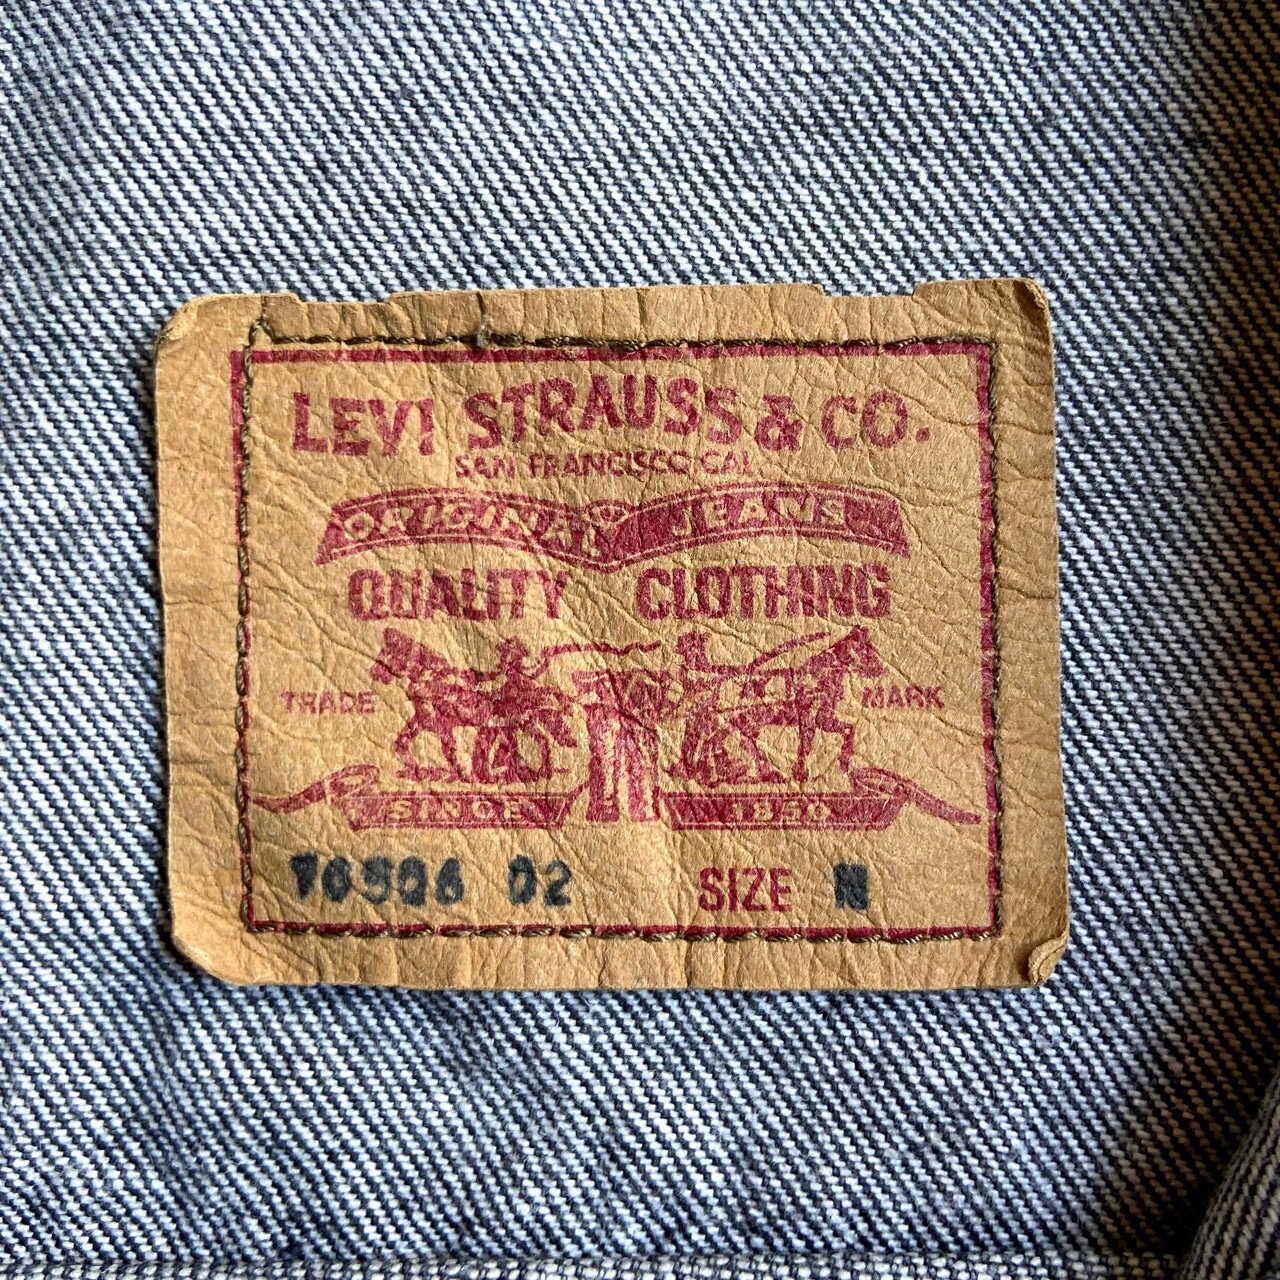 LEVI STRAUSS & CO.
SAN FRANCISCO CAL
ORIGINAL JEANS
QUALITY CLOTHING
TRADE MARK
SINCE 1850
70506 02 SIZE M